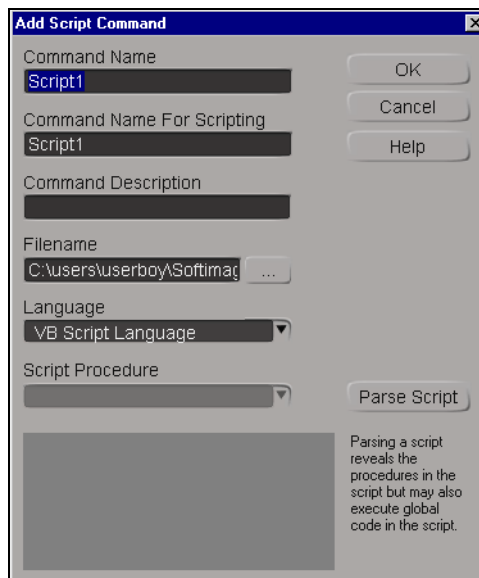 Add Script Command
Command Name
Script1
OK
Cancel
Command Name For Scripting
Script1
Help
Command Description
Filename
C:\users\userboy\Softimag
...
Language
VB Script Language
Script Procedure
Parse Script
Parsing a script
reveals the
procedures in the
script but may also
execute global
code in the script.